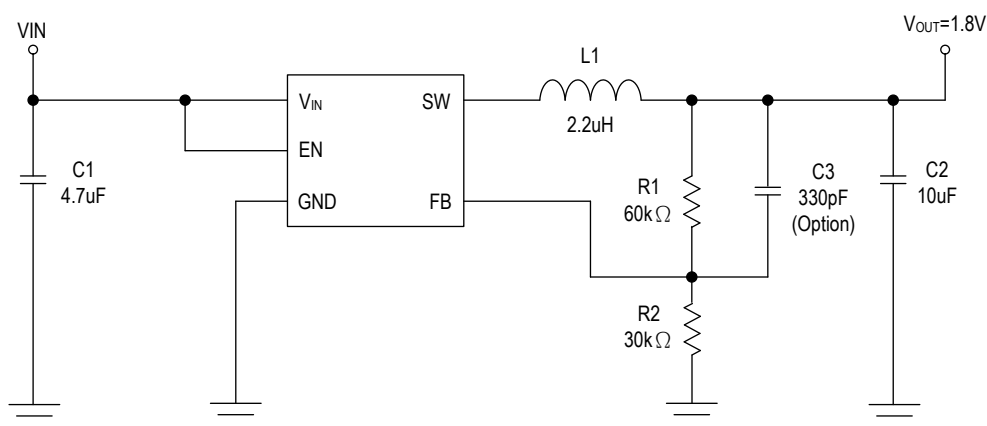 VIN
VOUT=1.8V
L1
VIN
SW
2.2uH
EN
C1
4.7uF
GND
FB
R1
60kΩ
C3
330pF
(Option)
C2
10uF
R2
30kΩ